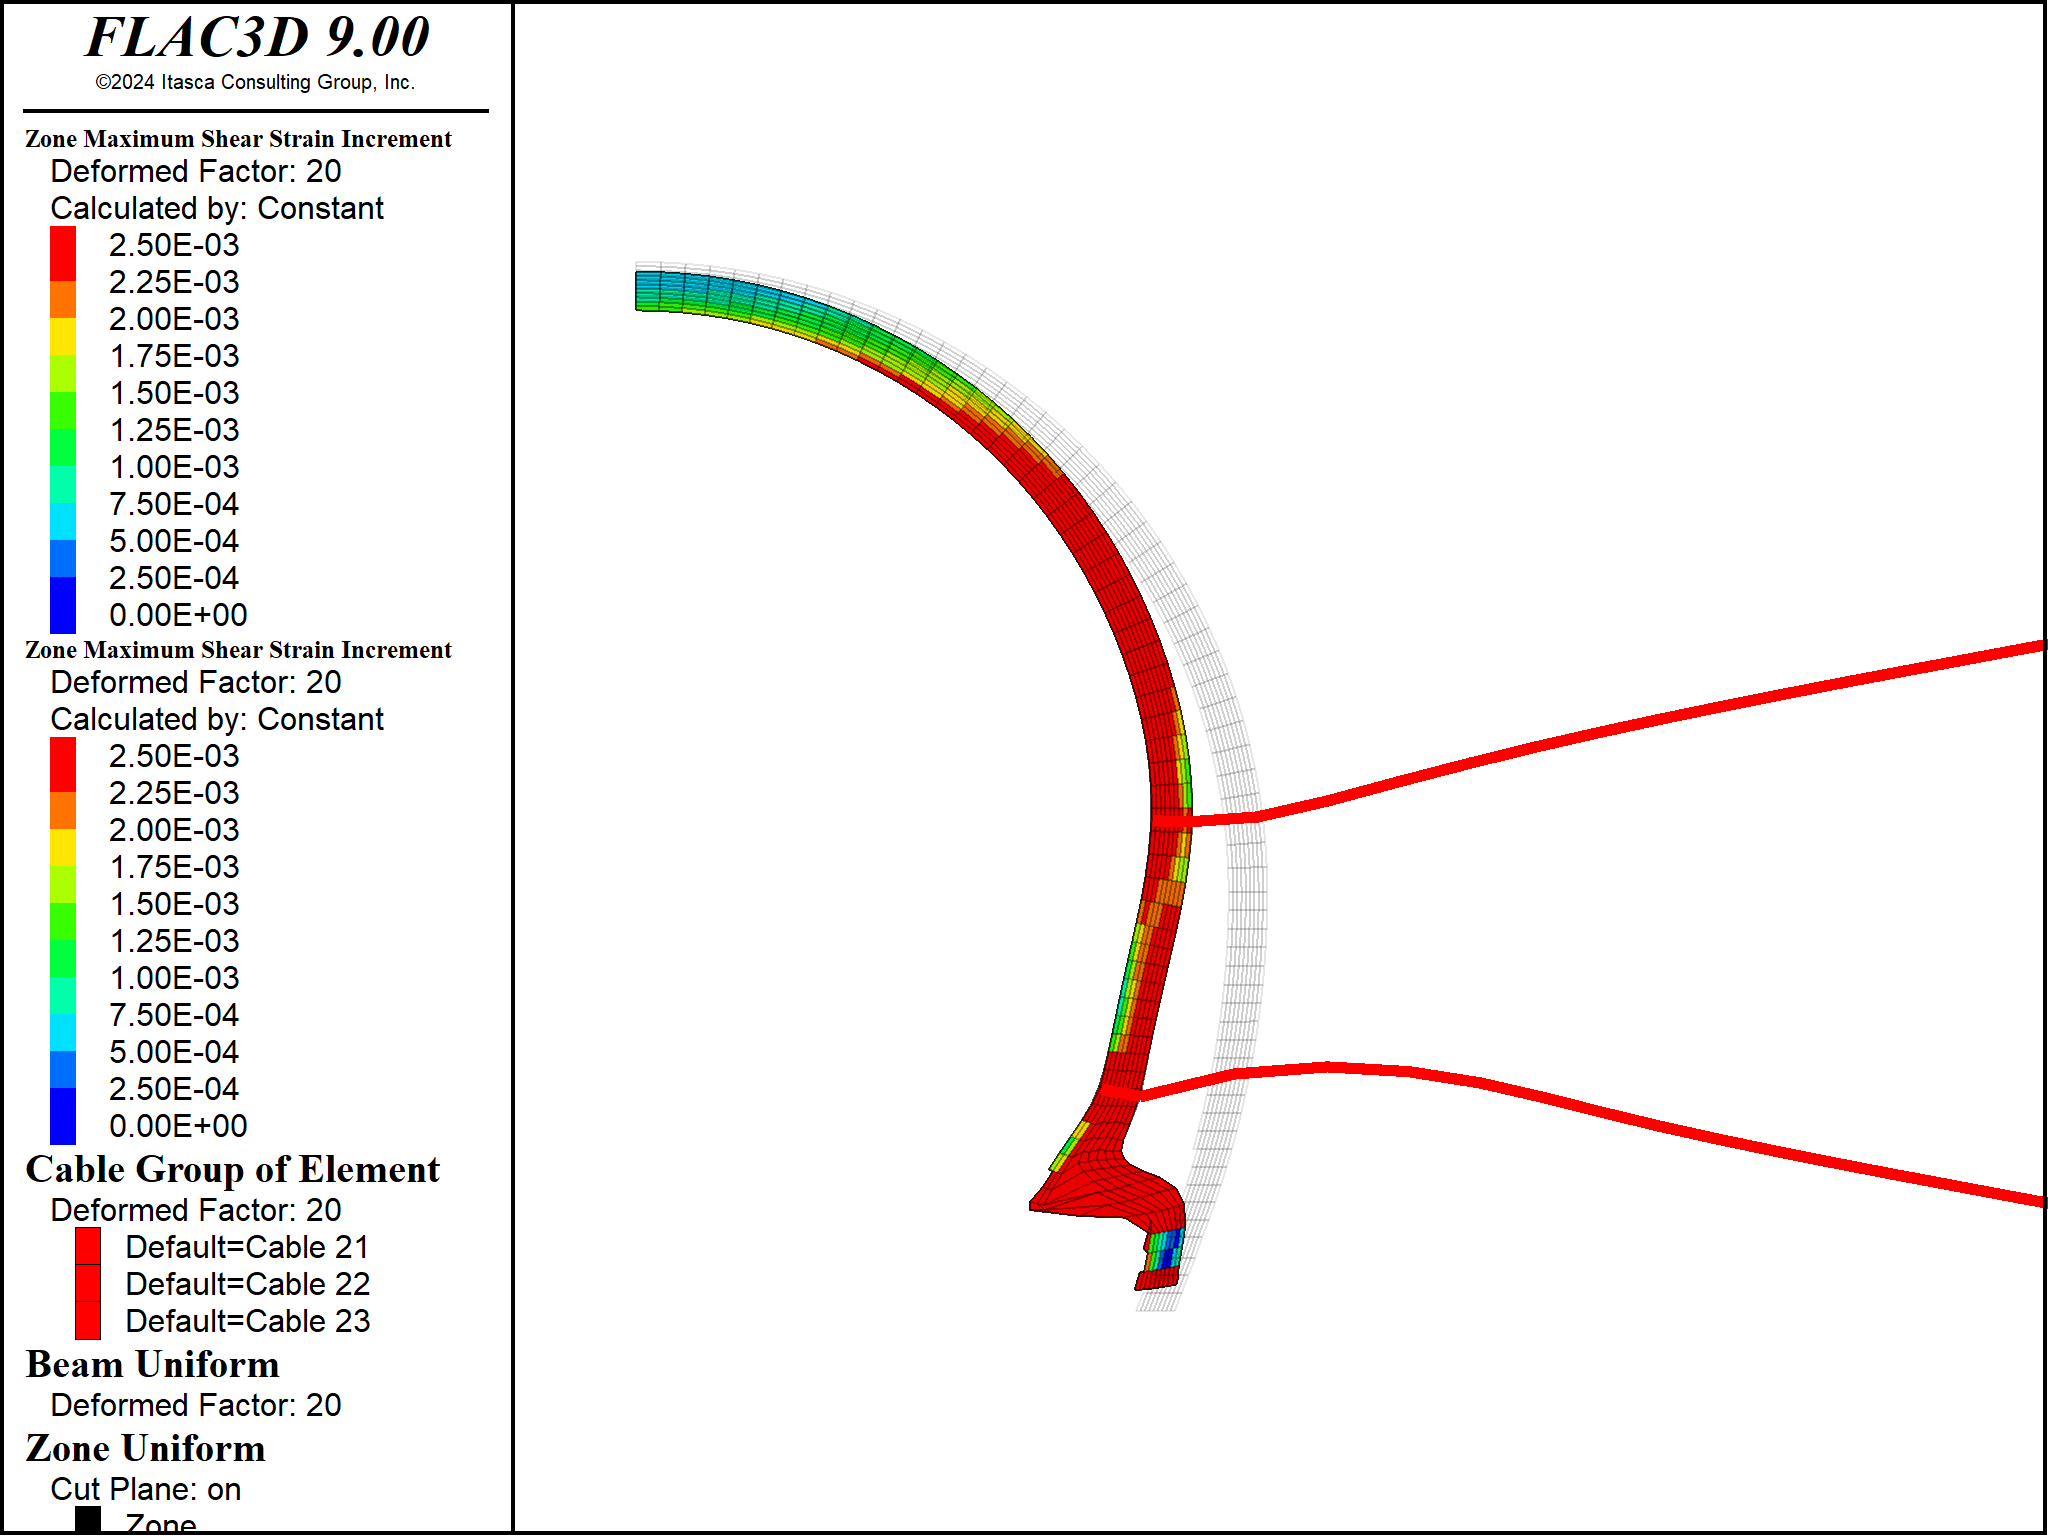 FLAC3D 9.00
©2024 Itasca Consulting Group, Inc.
Zone Maximum Shear Strain Increment
Deformed Factor: 20
Calculated by: Constant
2.50E-03
2.25E-03
2.00E-03
1.75E-03
1.50E-03
1.25E-03
1.00E-03
7.50E-04
5.00E-04
2.50E-04
0.00E+00
Zone Maximum Shear Strain Increment
Deformed Factor: 20
Calculated by: Constant
2.50E-03
2.25E-03
2.00E-03
1.75E-03
1.50E-03
1.25E-03
1.00E-03
7.50E-04
5.00E-04
2.50E-04
0.00E+00
Cable Group of Element
Deformed Factor: 20
Default=Cable 21
Default=Cable 22
Default=Cable 23
Beam Uniform
Deformed Factor: 20
Zone Uniform
Cut Plane: on
Zone